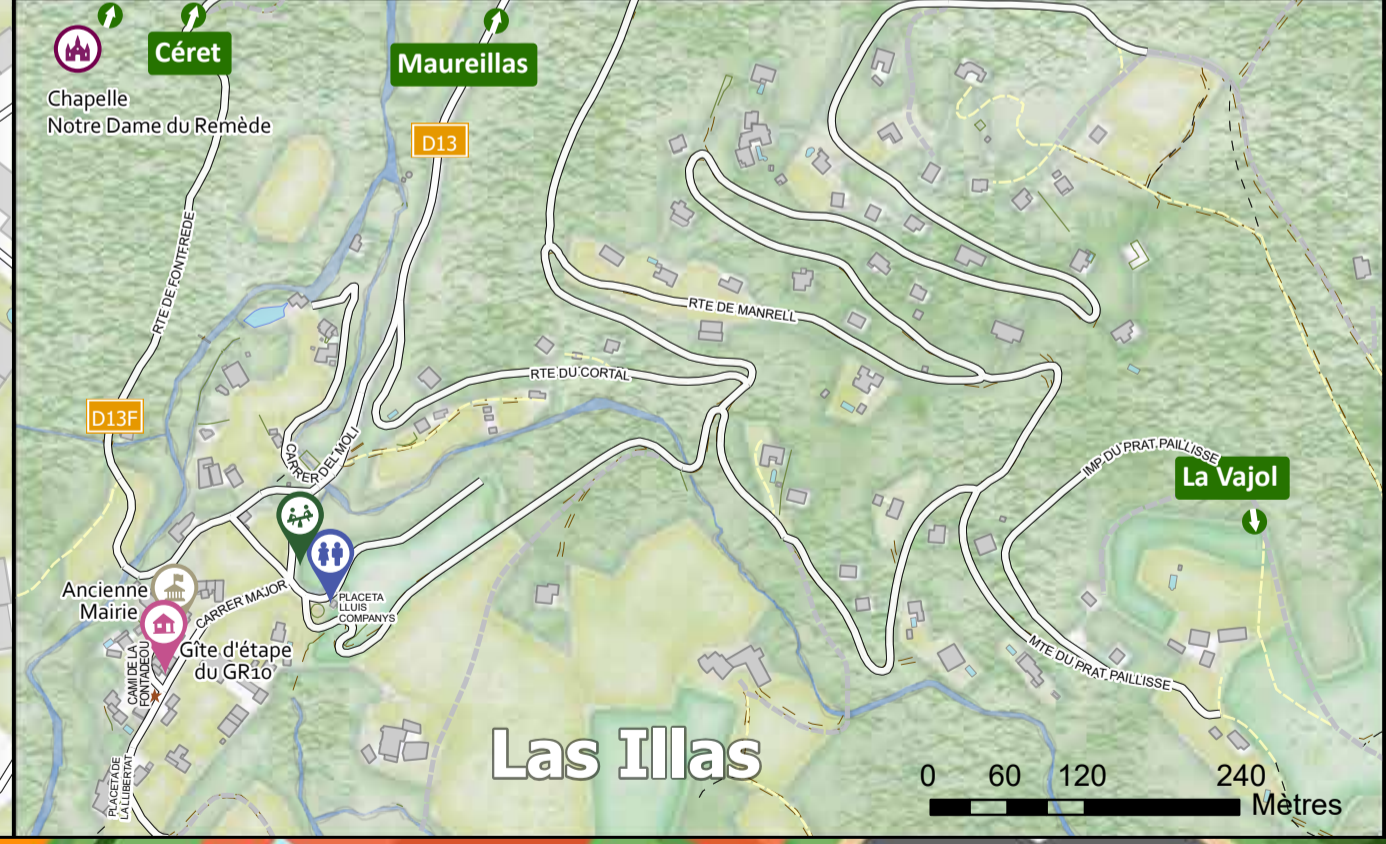 Céret
Maureillas
Chapelle
Notre Dame du Remède
D13
RTE DE FONTFREDE
RTE DE MANRELL
RTE DU CORTAL
D13F
CARRER DEL MOLI
IMP DU PRAT PAILLISSE
La Vajol
Ancienne
Mairie
CARRER MAJOR
PLACETA
LLUIS
COMPANYS
Gîte d'étape
du GR10
CAMI DE LA
FONTADEOU
MTE DU PRAT PAILLISSE
Las Illas
PLACETA DE
LA LLIBERTAT
0 60 120 240
Mètres